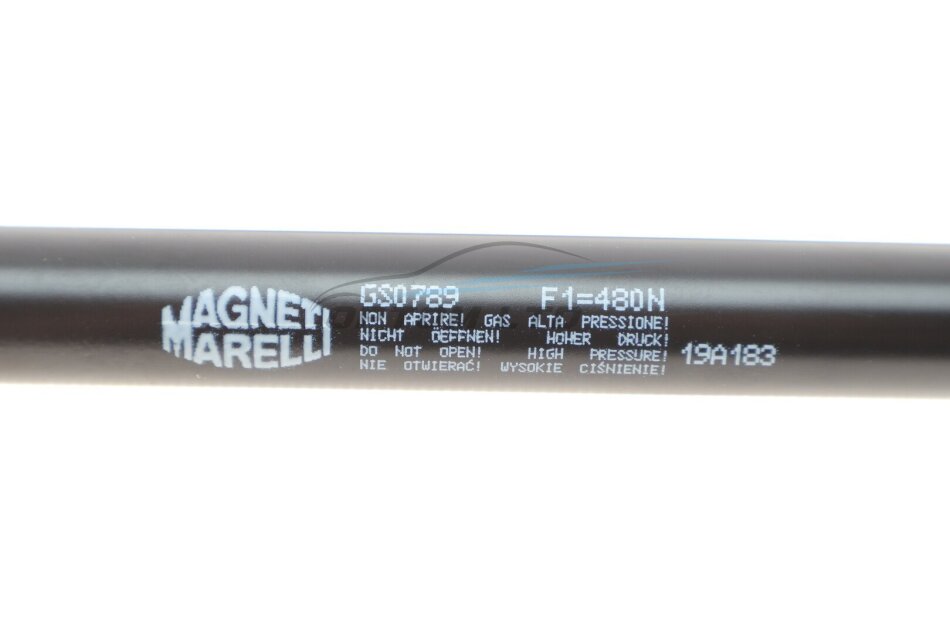 MAGNETI
MARELLI
GS0789 F1=480N
NON APRIRE! GAS ALTA PRESSIONE!
NICHT ÖEFFNEN! HOHER DRUCK!
DO NOT OPEN! HIGH PRESSURE!
NIE OTWIERAĆ! WYSOKIE CIŚNIENIE!
19A183